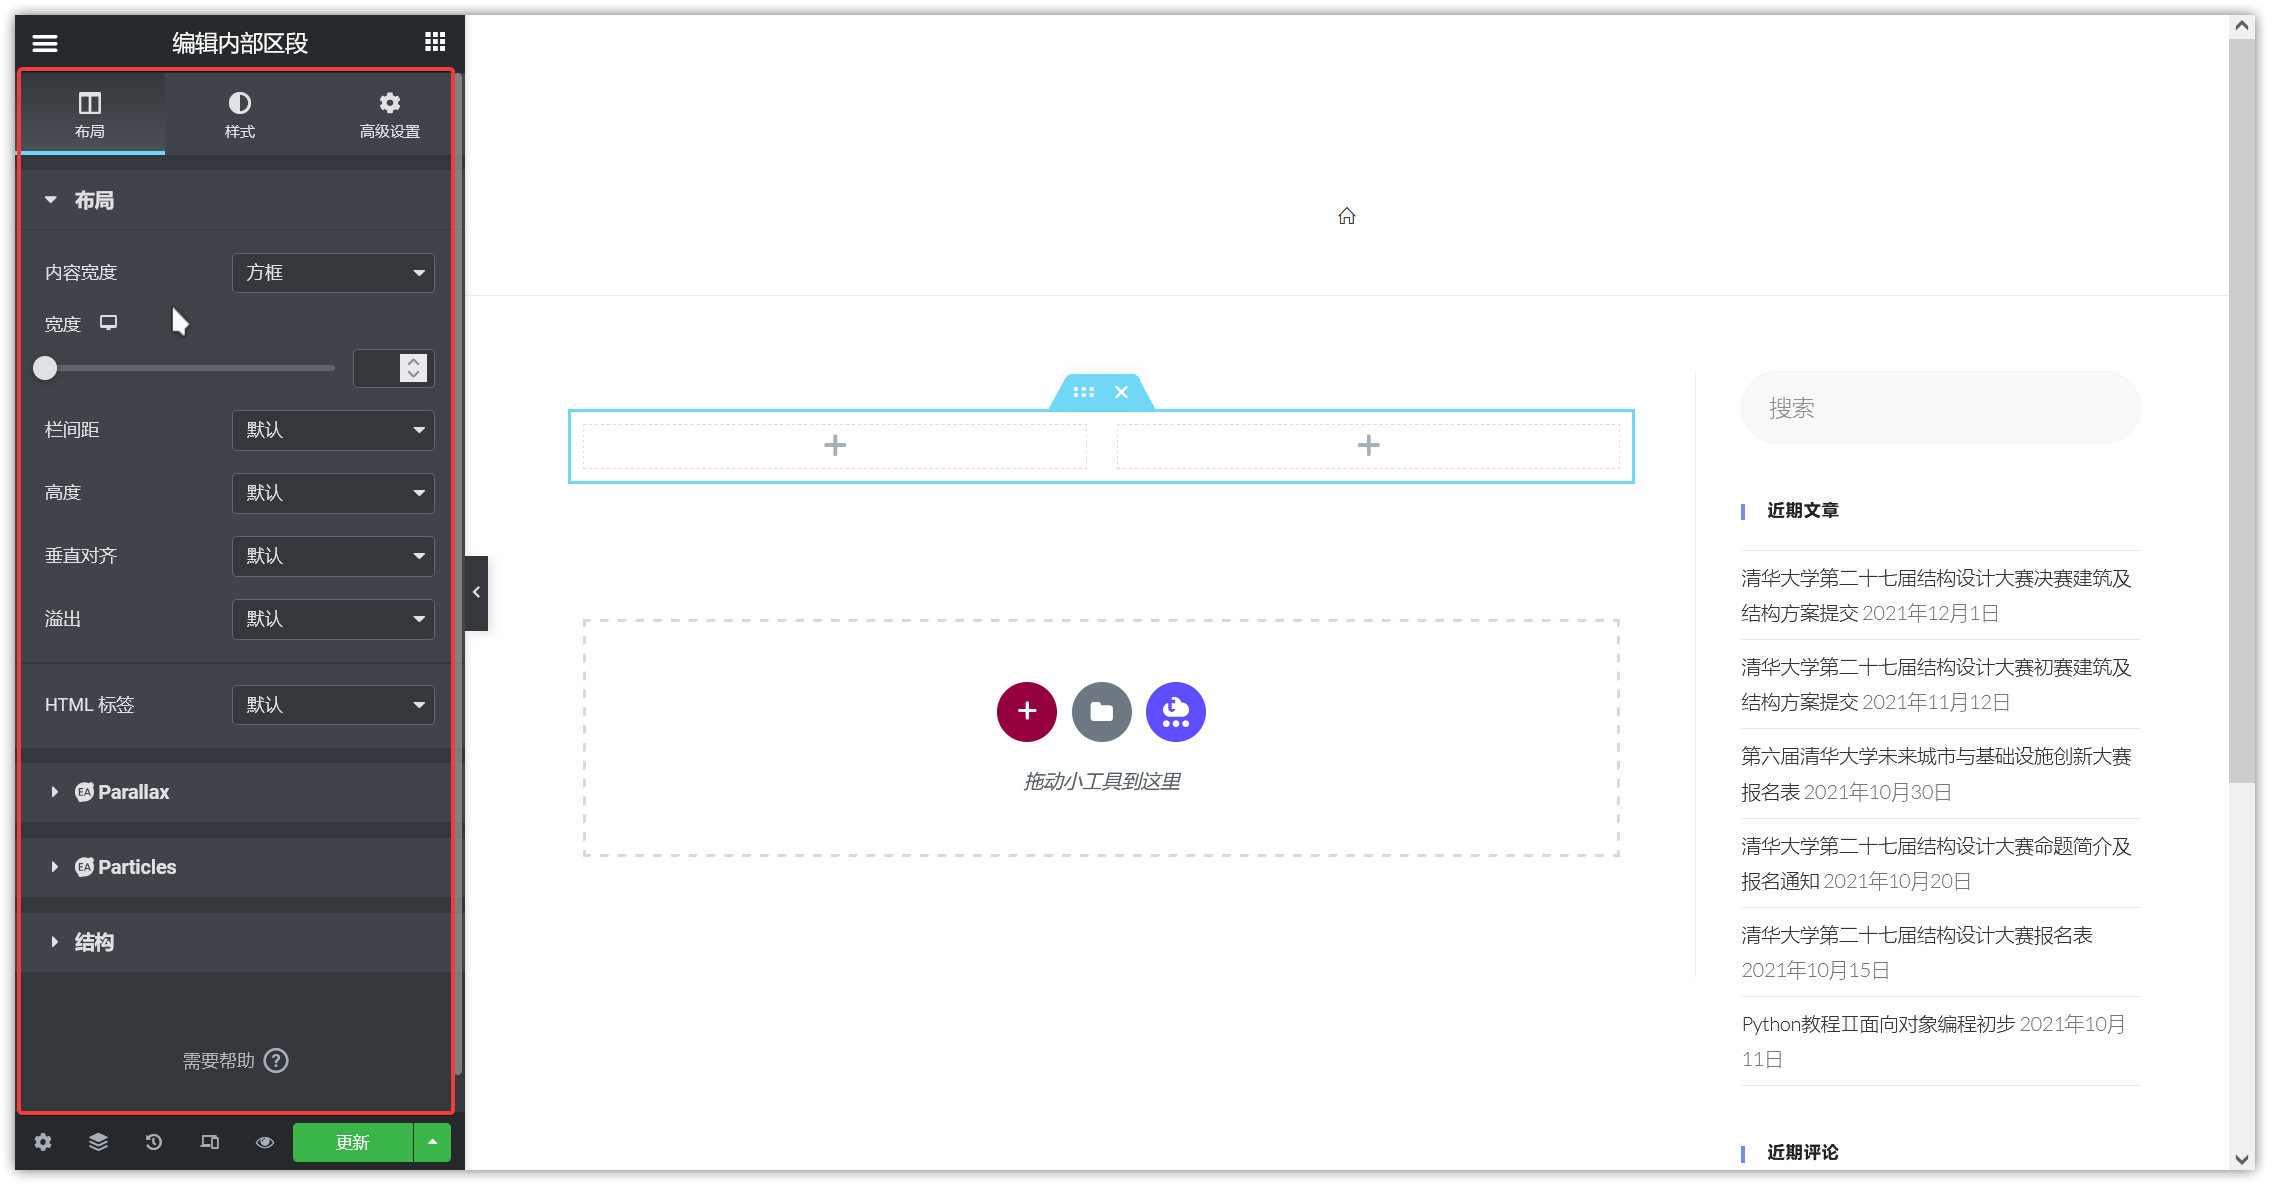 编辑内部区段
布局
样式
高级设置
布局
内容宽度
方框
宽度
栏间距
默认
高度
默认
垂直对齐
默认
溢出
默认
HTML 标签
默认
EA Parallax
EA Particles
结构
需要帮助 ?
更新
拖动小工具到这里
搜索
近期文章
清华大学第二十七届结构设计大赛决赛建筑及
结构方案提交 2021年12月1日
清华大学第二十七届结构设计大赛初赛建筑及
结构方案提交 2021年11月12日
第六届清华大学未来城市与基础设施创新大赛
报名表 2021年10月30日
清华大学第二十七届结构设计大赛命题简介及
报名通知 2021年10月20日
清华大学第二十七届结构设计大赛报名表
2021年10月15日
Python教程Ⅱ面向对象编程初步 2021年10月
11日
近期评论